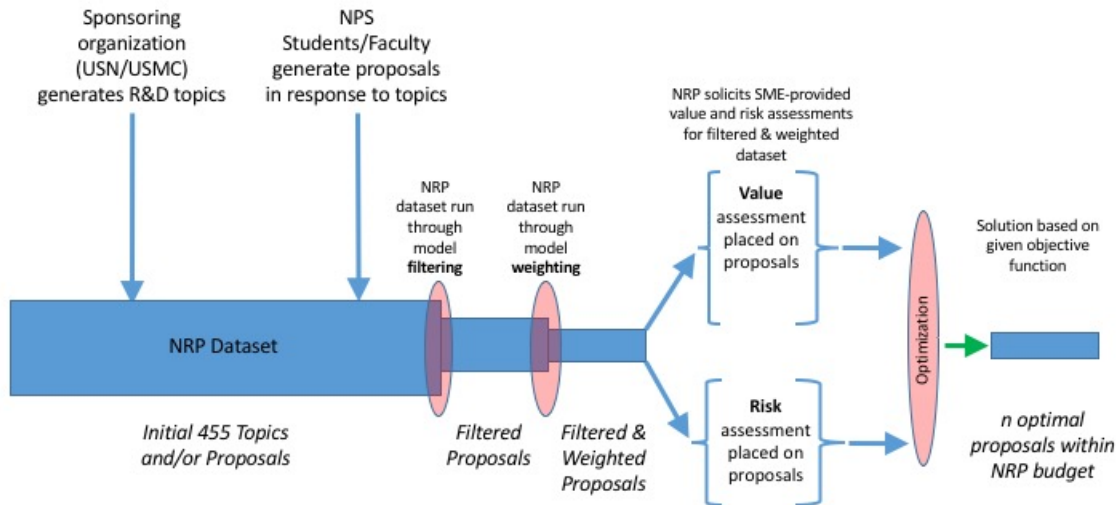 Sponsoring
organization
(USN/USMC)
generates R&D topics
NPS
Students/Faculty
generate proposals
in response to topics
NRP solicits SME-provided
value and risk assessments
for filtered & weighted
dataset
NRP
dataset run
through
model
filtering
NRP
dataset run
through
model
weighting
Value
assessment
placed on
proposals
Solution based on
given objective
function
NRP Dataset
Optimization
Initial 455 Topics
and/or Proposals
Filtered
Proposals
Filtered &
Weighted
Proposals
Risk
assessment
placed on
proposals
n optimal
proposals within
NRP budget